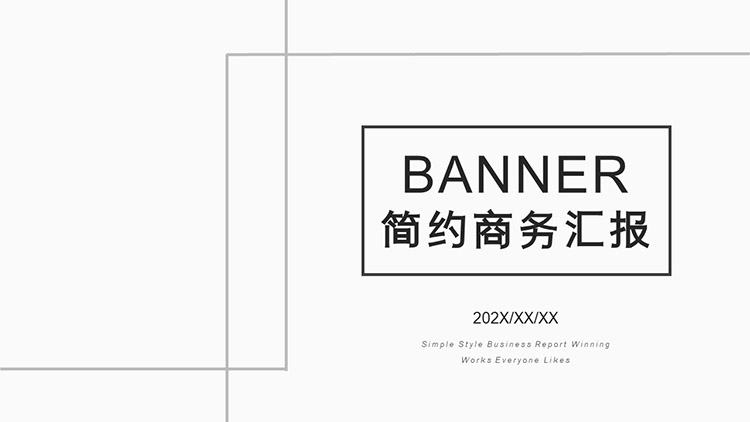 BANNER
简约商务汇报
202X/XX/XX
Simple Style Business Report Winning
Works Everyone Likes